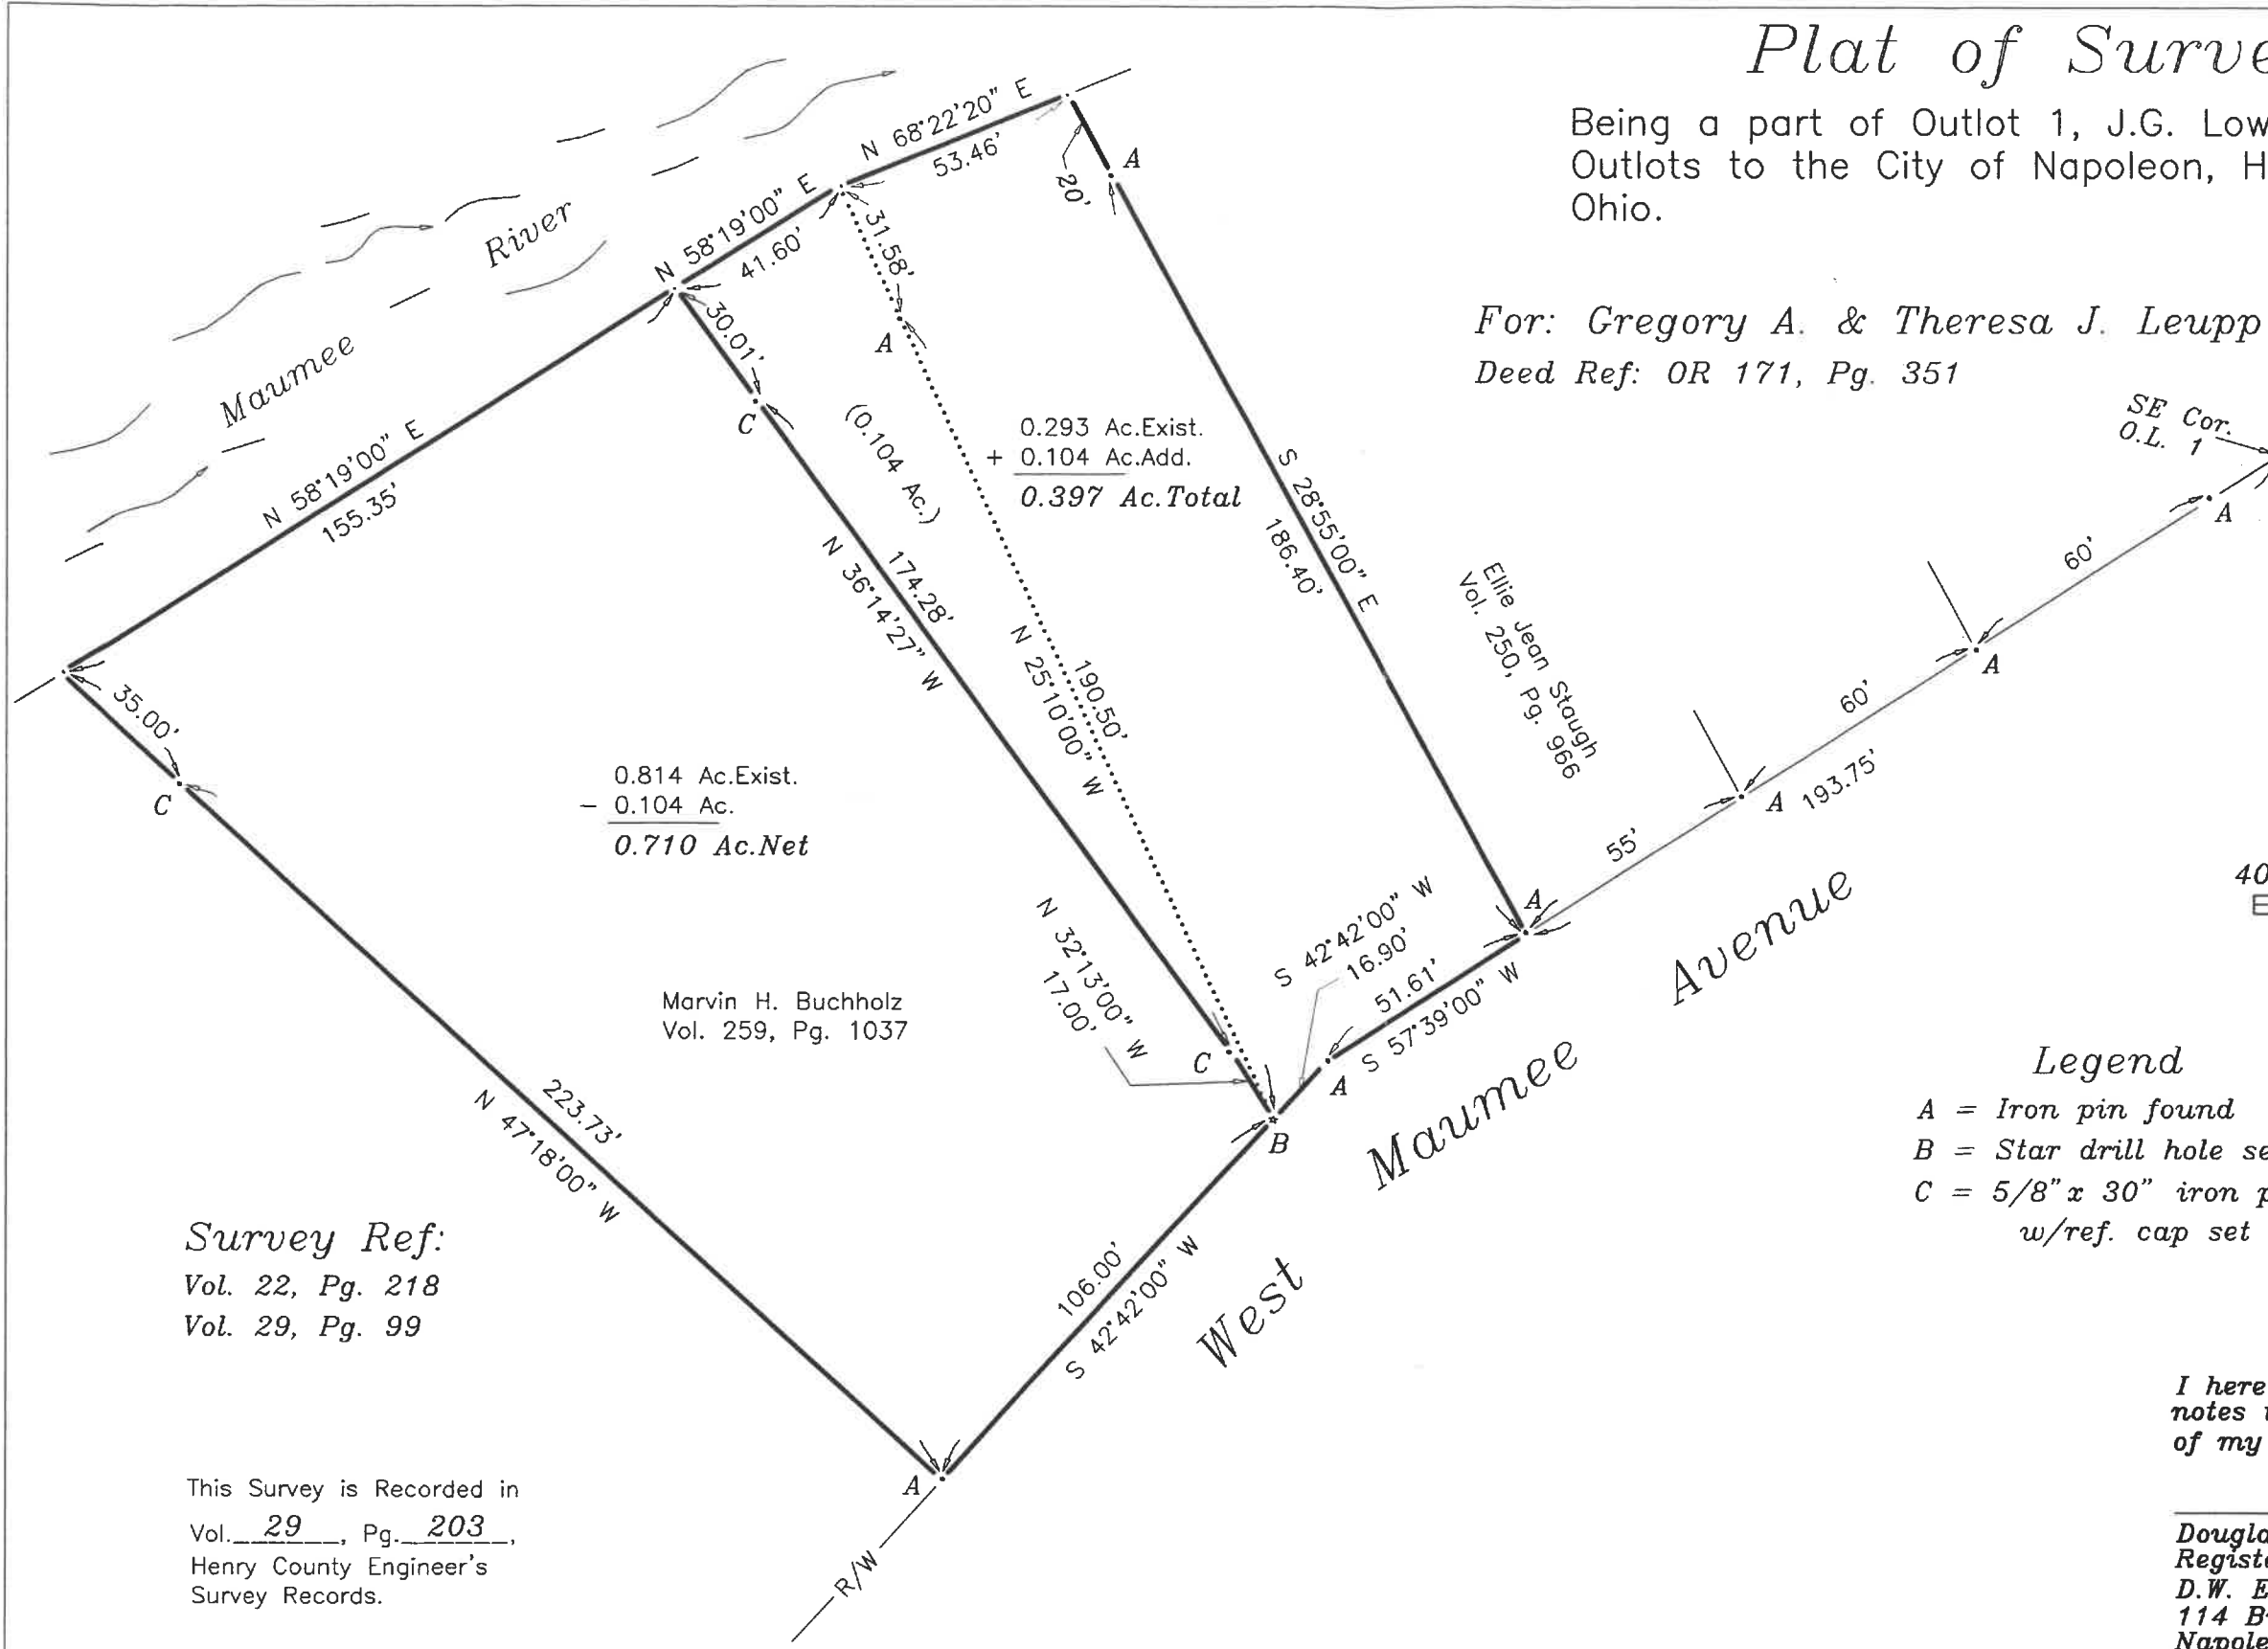 Plat of Surve
Being a part of Outlot 1, J.G. Low
Outlots to the City of Napoleon, H
Ohio.
For: Gregory A. & Theresa J. Leupp
Deed Ref: OR 171, Pg. 351
N 68°22'20" E
53.46'
20'
A
N 58°19'00" E
41.60'
31.58'
A
30.01'
C
River
Maumee
N 58°19'00" E
155.35'
35.00'
C
(0.104 Ac.)
0.293 Ac.Exist.
+ 0.104 Ac.Add.
0.397 Ac.Total
S 28°55'00" E
186.40'
174.28'
N 36°14'27" W
190.50'
N 25°10'00" W
Ellie Jean Staugh
Vol. 250, Pg. 966
SE Cor.
O.L. 1
A
60'
A
60'
A
193.75'
55'
A
40
E
0.814 Ac.Exist.
- 0.104 Ac.
0.710 Ac.Net
Marvin H. Buchholz
Vol. 259, Pg. 1037
N 32°13'00" W
17.00'
C
S 42°42'00" W
16.90'
51.61'
S 57°39'00" W
A
B
223.73'
N 47°18'00" W
106.00'
S 42°42'00" W
A
R/W
West Maumee Avenue
Legend
A = Iron pin found
B = Star drill hole se
C = 5/8"x 30" iron p
w/ref. cap set
Survey Ref:
Vol. 22, Pg. 218
Vol. 29, Pg. 99
This Survey is Recorded in
Vol. 29, Pg. 203,
Henry County Engineer's
Survey Records.
I here
notes
of my
Dougla
Registe
D.W. E
114 B
Napole